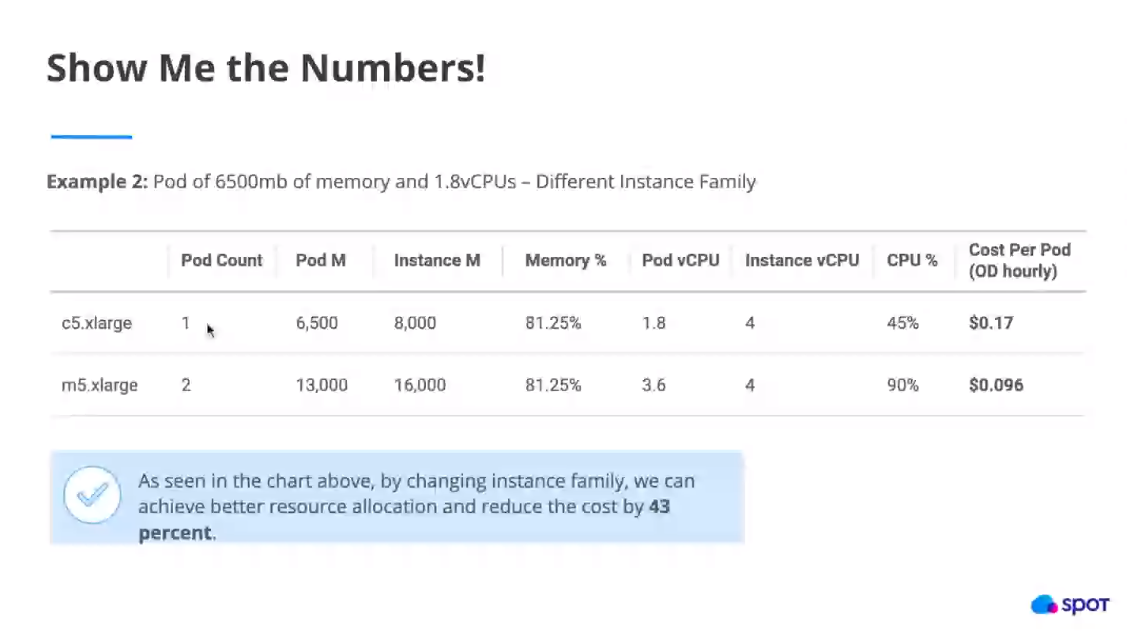 Show Me the Numbers!
Example 2: Pod of 6500mb of memory and 1.8vCPUs – Different Instance Family
Pod Count Pod M Instance M Memory % Pod vCPU Instance vCPU CPU % Cost Per Pod (OD hourly)
c5.xlarge 1 6,500 8,000 81.25% 1.8 4 45% $0.17
m5.xlarge 2 13,000 16,000 81.25% 3.6 4 90% $0.096
As seen in the chart above, by changing instance family, we can
achieve better resource allocation and reduce the cost by 43
percent.
spot